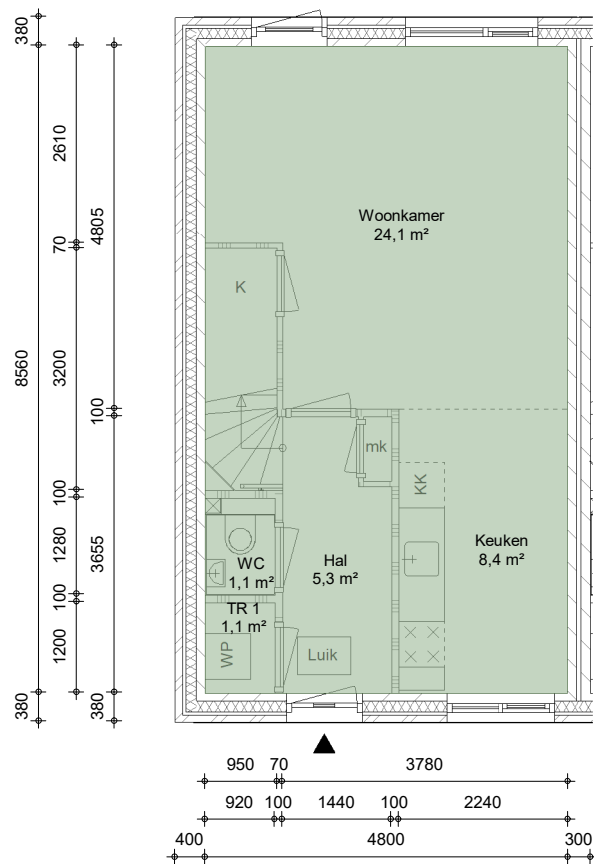 380
2610
70
4805
8560
3200
100
100
1280
3655
100
1200
380
380
Woonkamer
24,1 m²
K
mk
KK
Keuken
8,4 m²
WC
1,1 m²
Hal
5,3 m²
TR 1
1,1 m²
WP
Luik
950 70 3780
920 100 1440 100 2240
400 4800 300